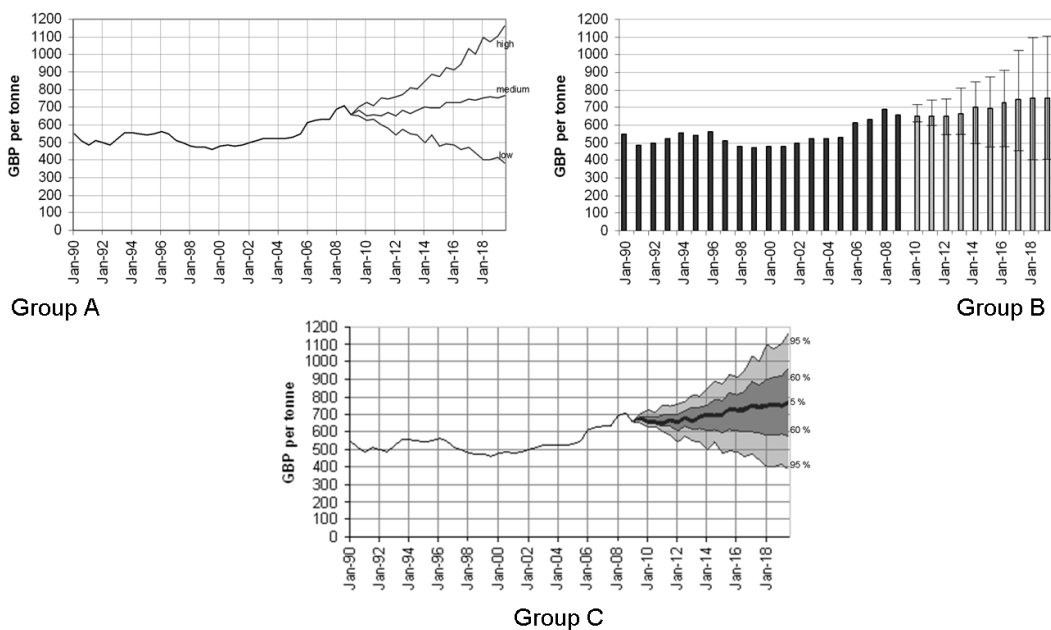 1200
1100
1000
900
800
700
600
500
400
300
200
100
0
GBP per tonne
high
medium
low
Jan-90
Jan-92
Jan-94
Jan-96
Jan-98
Jan-00
Jan-02
Jan-04
Jan-06
Jan-08
Jan-10
Jan-12
Jan-14
Jan-16
Jan-18
Group A
1200
1100
1000
900
800
700
600
500
400
300
200
100
0
GBP per tonne
Jan-90
Jan-92
Jan-94
Jan-96
Jan-98
Jan-00
Jan-02
Jan-04
Jan-06
Jan-08
Jan-10
Jan-12
Jan-14
Jan-16
Jan-18
Group B
1200
1100
1000
900
800
700
600
500
400
300
200
100
0
GBP per tonne
95 %
60 %
5 %
60 %
95 %
Jan-90
Jan-92
Jan-94
Jan-96
Jan-98
Jan-00
Jan-02
Jan-04
Jan-06
Jan-08
Jan-10
Jan-12
Jan-14
Jan-16
Jan-18
Group C